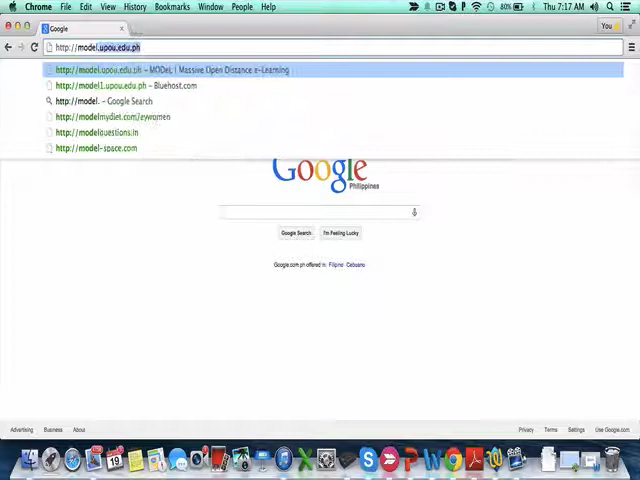 Chrome File Edit View History Bookmarks Window People Help 80% Thu 7:17 AM
Google You
http://model.upou.edu.ph
http://model.upou.edu.ph - MODeL | Massive Open Distance e-Learning
http://model1.upou.edu.ph - Bluehost.com
http://model. - Google Search
http://modelmydiet.com/eywomen
http://modelquestions.in
http://model-space.com
Google
Philippines
Google Search I'm Feeling Lucky
Google.com.ph offered in: Filipino Cebuano
Advertising Business About Privacy Terms Settings Use Google.com
19